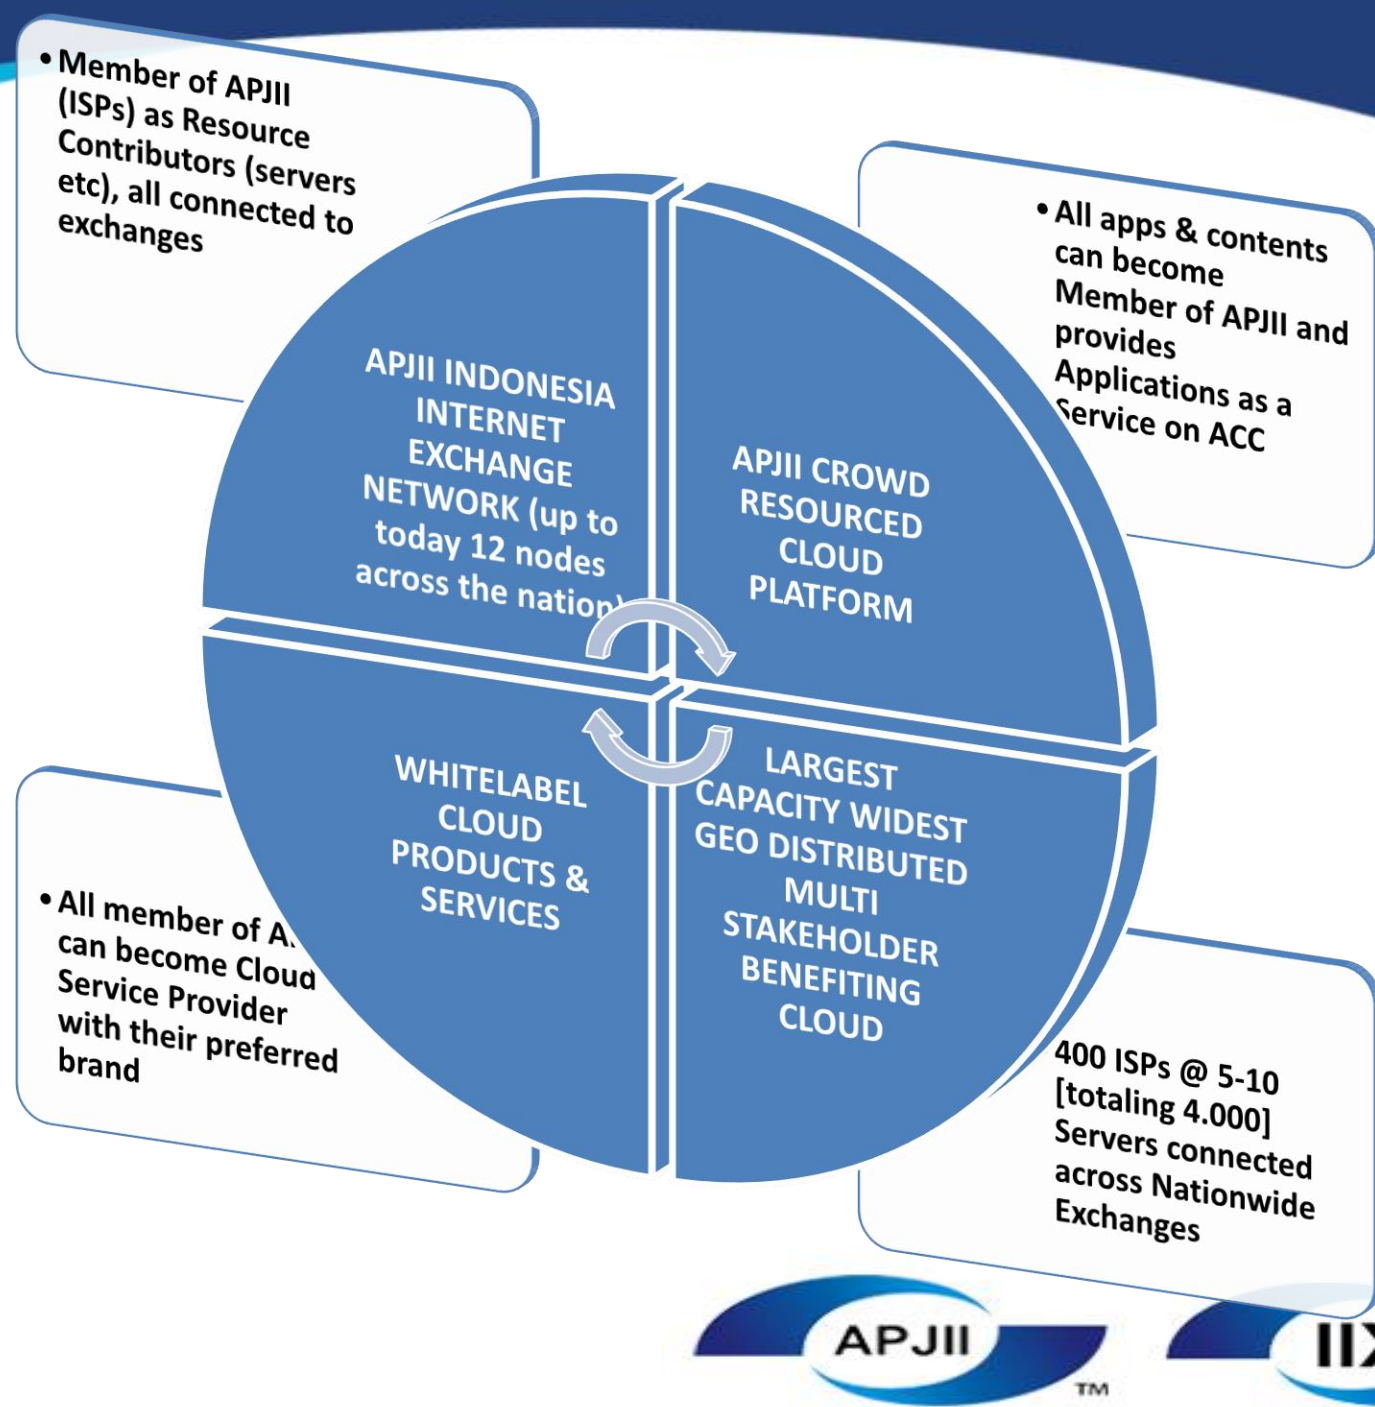 • Member of APJII
(ISPs) as Resource
Contributors (servers
etc), all connected to
exchanges
• All apps & contents
can become
Member of APJII and
provides
Applications as a
Service on ACC
APJII INDONESIA
INTERNET
EXCHANGE
NETWORK (up to
today 12 nodes
across the nation)
APJII CROWD
RESOURCED
CLOUD
PLATFORM
WHITELABEL
CLOUD
PRODUCTS &
SERVICES
LARGEST
CAPACITY WIDEST
GEO DISTRIBUTED
MULTI
STAKEHOLDER
BENEFITING
CLOUD
• All member of
can become Cloud
Service Provider
with their preferred
brand
400 ISPs @ 5-10
[totaling 4.000]
Servers connected
across Nationwide
Exchanges
APJII
TM